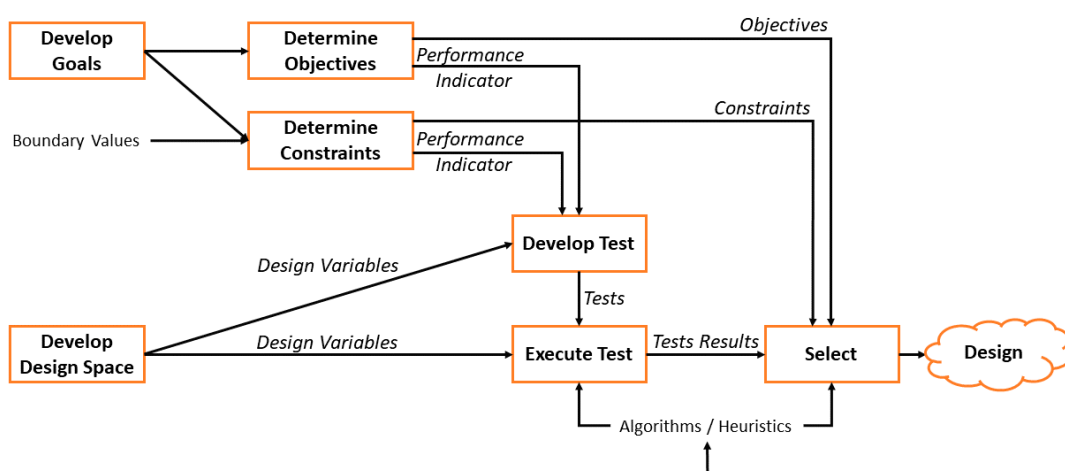 Develop
Goals
Determine
Objectives
Objectives
Performance
Indicator
Boundary Values
Determine
Constraints
Constraints
Performance
Indicator
Develop Test
Design Variables
Tests
Develop
Design Space
Design Variables
Execute Test
Tests Results
Select
Design
Algorithms / Heuristics